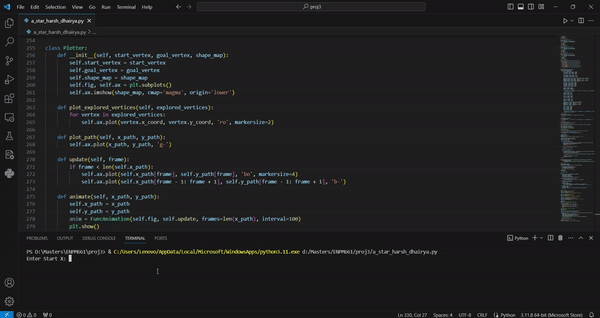 File Edit Selection View Go Run Terminal Help
proj3
a_star_harsh_dhairya.py
a_star_harsh_dhairya.py > ...
254
255 class Plotter:
256 def __init__(self, start_vertex, goal_vertex, shape_map):
257 self.start_vertex = start_vertex
258 self.goal_vertex = goal_vertex
259 self.shape_map = shape_map
260 self.fig, self.ax = plt.subplots()
261 self.ax.imshow(shape_map, cmap='magma', origin='lower')
262
263 def plot_explored_vertices(self, explored_vertices):
264 for vertex in explored_vertices:
265 self.ax.plot(vertex.x_coord, vertex.y_coord, 'ro', markersize=2)
266
267 def plot_path(self, x_path, y_path):
268 self.ax.plot(x_path, y_path, 'g-')
269
270 def update(self, frame):
271 if frame < len(self.x_path):
272 self.ax.plot(self.x_path[frame], self.y_path[frame], 'bo', markersize=4)
273 self.ax.plot(self.x_path[frame - 1: frame + 1], self.y_path[frame - 1: frame + 1], 'b-')
274
275 def animate(self, x_path, y_path):
276 self.x_path = x_path
277 self.y_path = y_path
278 anim = FuncAnimation(self.fig, self.update, frames=len(x_path), interval=100)
279 plt.show()
PROBLEMS OUTPUT DEBUG CONSOLE TERMINAL PORTS
Python
PS D:\Masters\ENPM661\proj3> & C:/Users/Lenovo/AppData/Local/Microsoft/WindowsApps/python3.11.exe d:/Masters/ENPM661/proj3/a_star_harsh_dhairya.py
Enter Start X:
0 0 0 Ln 330, Col 27 Spaces: 4 UTF-8 CRLF Python 3.11.8 64-bit (Microsoft Store)